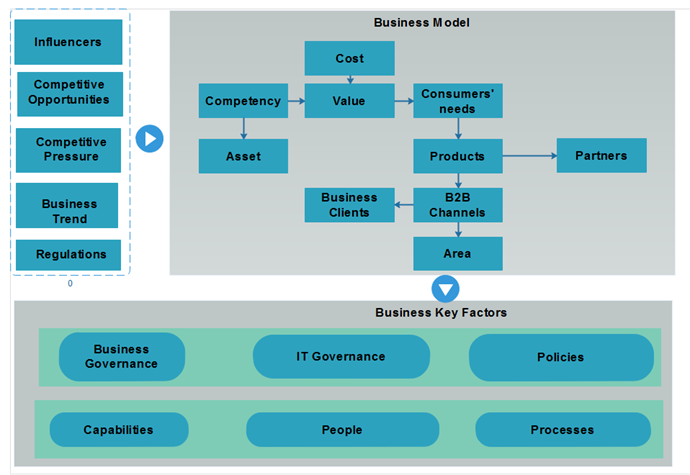 Influencers
Competitive
Opportunities
Competitive
Pressure
Business
Trend
Regulations
0
Business Model
Cost
Competency
Value
Consumers'
needs
Asset
Products
Partners
Business
Clients
B2B
Channels
Area
Business Key Factors
Business
Governance
IT Governance
Policies
Capabilities
People
Processes